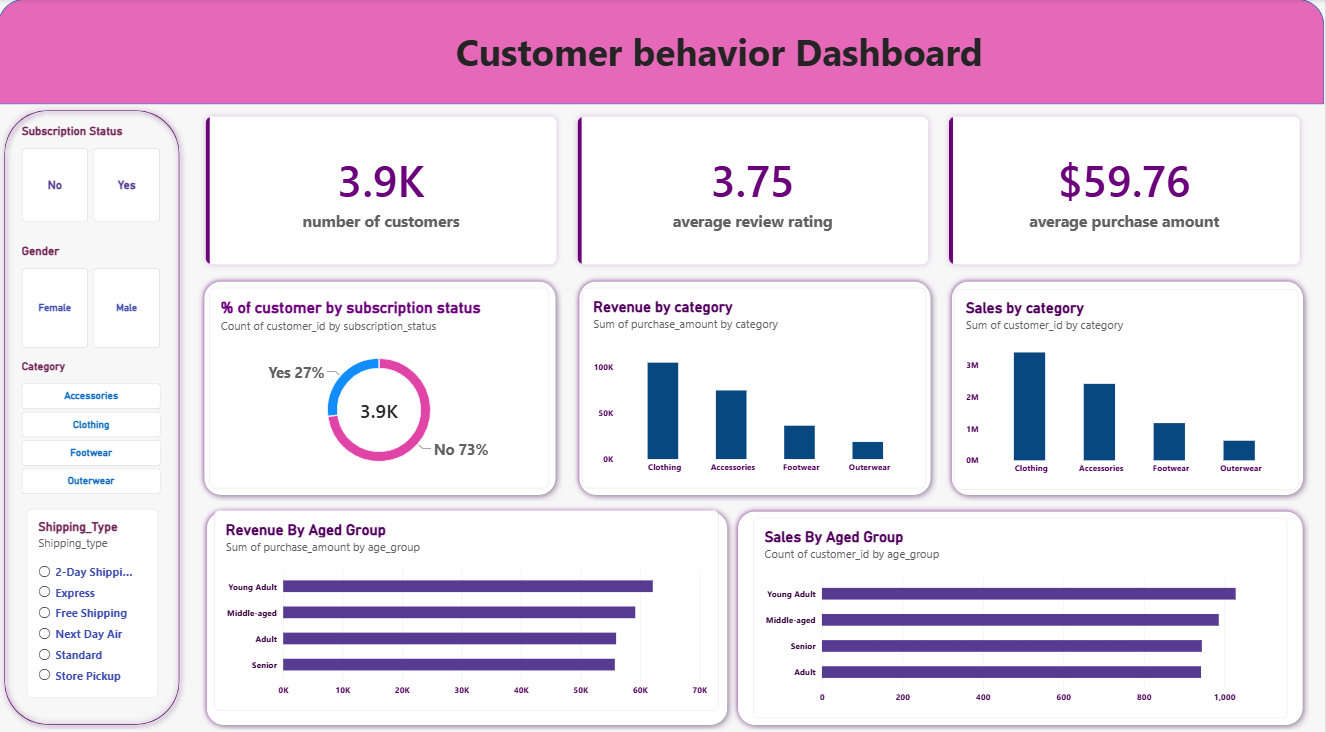 Customer behavior Dashboard
Subscription Status
No
Yes
Gender
Female
Male
Category
Accessories
Clothing
Footwear
Outerwear
Shipping_Type
Shipping_type
2-Day Shippi...
Express
Free Shipping
Next Day Air
Standard
Store Pickup
3.9K
number of customers
3.75
average review rating
$59.76
average purchase amount
% of customer by subscription status
Count of customer_id by subscription_status
Yes 27%
3.9K
No 73%
Revenue by category
Sum of purchase_amount by category
100K
50K
0K
Clothing Accessories Footwear Outerwear
Sales by category
Sum of customer_id by category
3M
2M
1M
0M
Clothing Accessories Footwear Outerwear
Revenue By Aged Group
Sum of purchase_amount by age_group
Young Adult
Middle-aged
Adult
Senior
0K 10K 20K 30K 40K 50K 60K 70K
Sales By Aged Group
Count of customer_id by age_group
Young Adult
Middle-aged
Senior
Adult
0 200 400 600 800 1,000